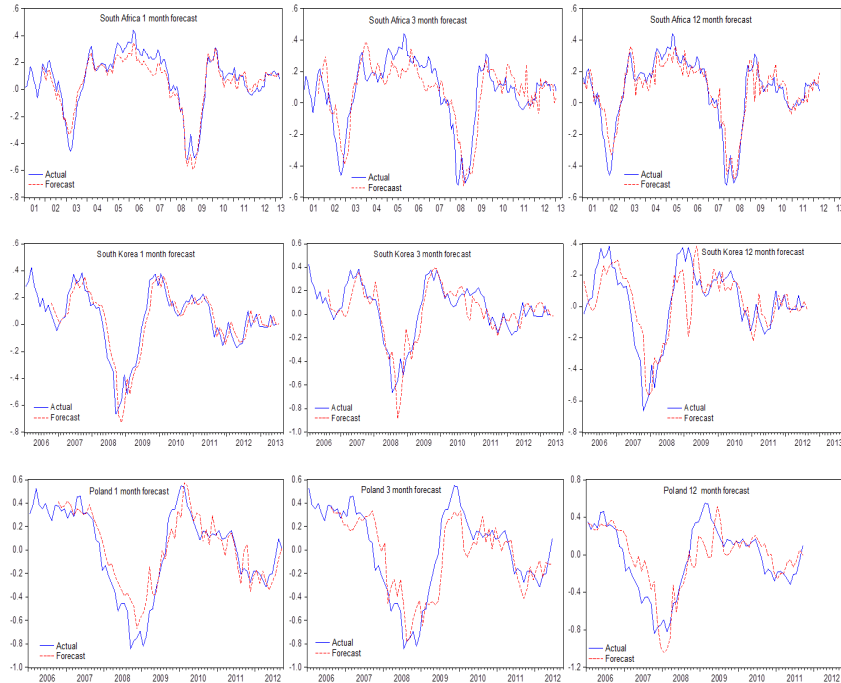 South Africa 1 month forecast
.6
.4
.2
.0
-.2
-.4
-.6
-.8
Actual
Forecast
01 02 03 04 05 06 07 08 09 10 11 12 13
South Africa 3 month forecast
.6
.4
.2
.0
-.2
-.4
-.6
Actual
Forecaast
01 02 03 04 05 06 07 08 09 10 11 12 13
South Africa 12 month forecast
.6
.4
.2
.0
-.2
-.4
-.6
Actual
Forecast
01 02 03 04 05 06 07 08 09 10 11 12 13
South Korea 1 month forecast
.6
.4
.2
.0
-.2
-.4
-.6
-.8
Actual
Forecast
2006 2007 2008 2009 2010 2011 2012 2013
South Korea 3 month forecast
0.6
0.4
0.2
0.0
-0.2
-0.4
-0.6
-0.8
-1.0
Actual
Forecast
2006 2007 2008 2009 2010 2011 2012 2013
South Korea 12 month forecast
.4
.2
.0
-.2
-.4
-.6
-.8
Actual
Forecast
2006 2007 2008 2009 2010 2011 2012 2013
Poland 1 month forecast
0.6
0.4
0.2
0.0
-0.2
-0.4
-0.6
-0.8
-1.0
Actual
Forecast
2006 2007 2008 2009 2010 2011 2012
Poland 3 month forecast
0.6
0.4
0.2
0.0
-0.2
-0.4
-0.6
-0.8
-1.0
Actual
Forecast
2006 2007 2008 2009 2010 2011 2012
Poland 12 month forecast
0.8
0.4
0.0
-0.4
-0.8
-1.2
Actual
Forecast
2006 2007 2008 2009 2010 2011 2012